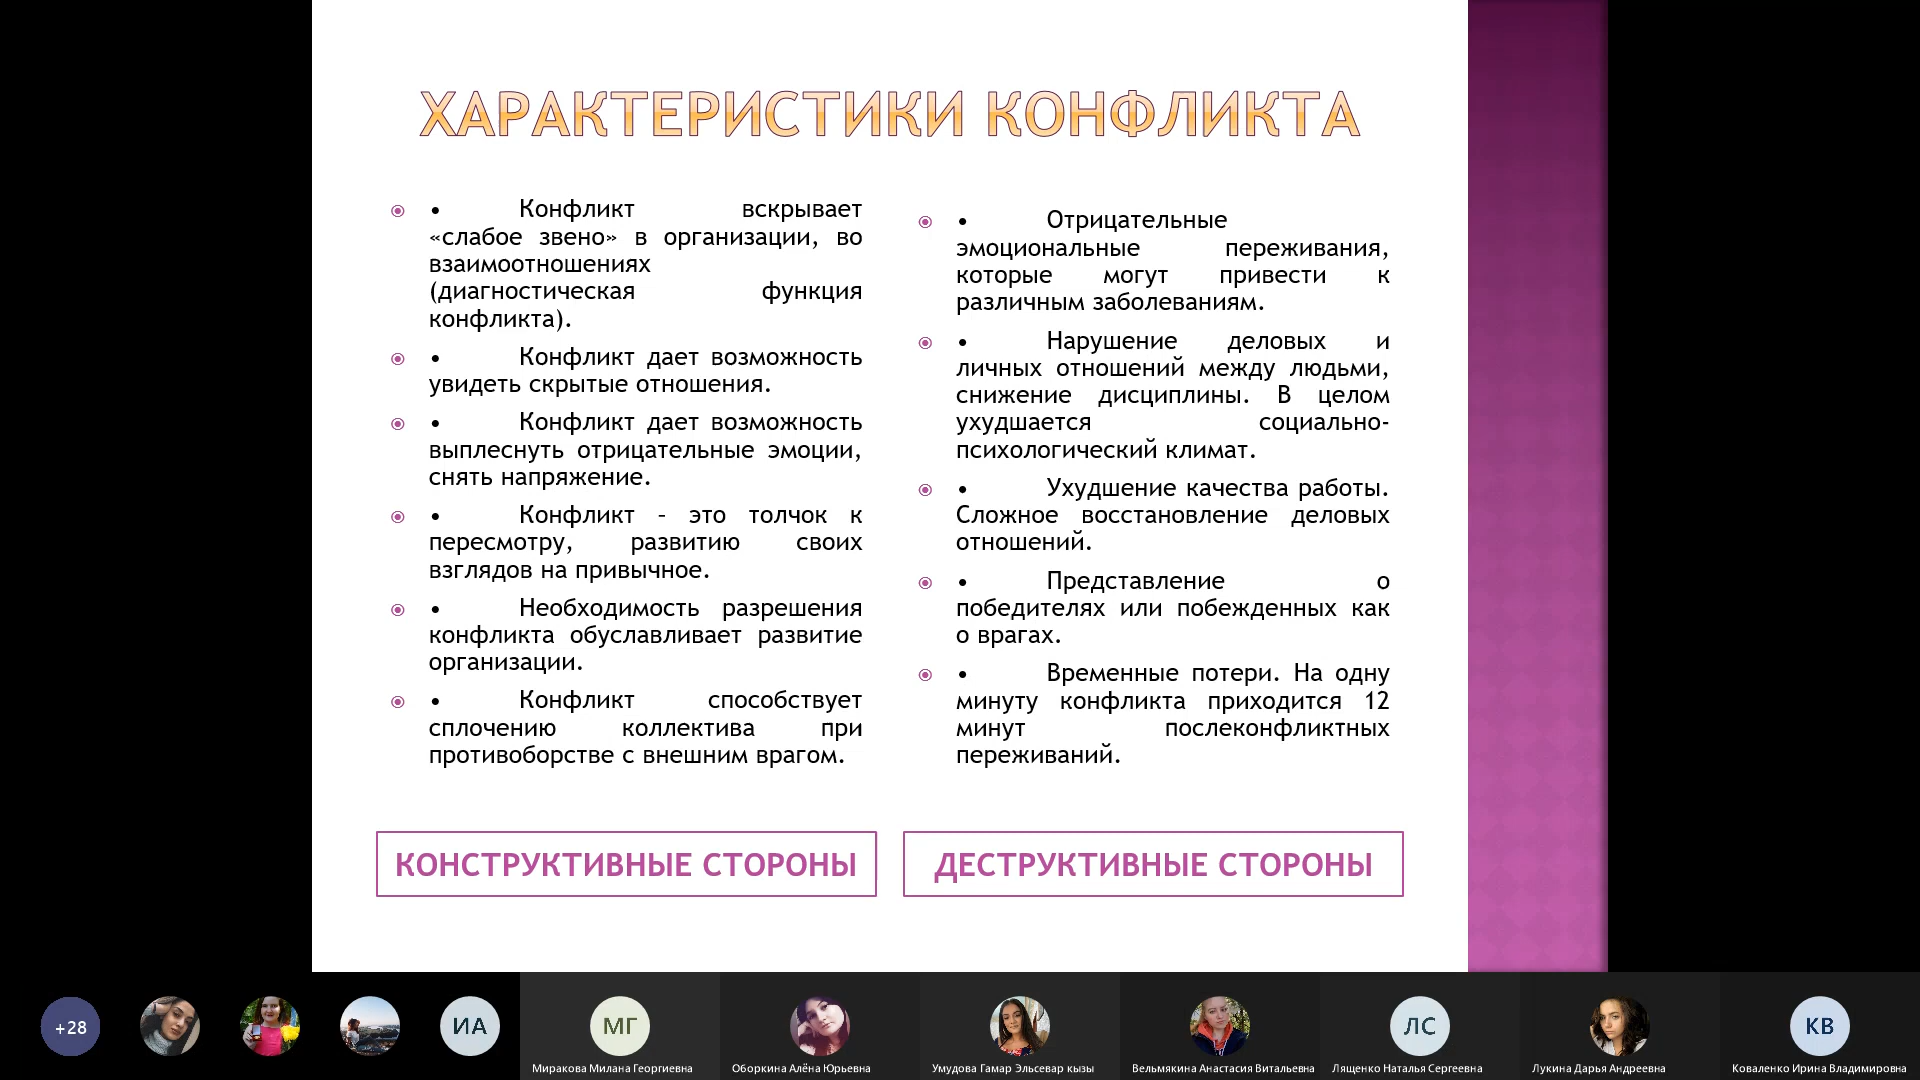 ХАРАКТЕРИСТИКИ КОНФЛИКТА
• Конфликт вскрывает
«слабое звено» в организации, во
взаимоотношениях
(диагностическая функция
конфликта).
• Конфликт дает возможность
увидеть скрытые отношения.
• Конфликт дает возможность
выплеснуть отрицательные эмоции,
снять напряжение.
• Конфликт – это толчок к
пересмотру, развитию своих
взглядов на привычное.
• Необходимость разрешения
конфликта обуславливает развитие
организации.
• Конфликт способствует
сплочению коллектива при
противоборстве с внешним врагом.
КОНСТРУКТИВНЫЕ СТОРОНЫ
• Отрицательные
эмоциональные переживания,
которые могут привести к
различным заболеваниям.
• Нарушение деловых и
личных отношений между людьми,
снижение дисциплины. В целом
ухудшается социально-
психологический климат.
• Ухудшение качества работы.
Сложное восстановление деловых
отношений.
• Представление о
победителях или побежденных как
о врагах.
• Временные потери. На одну
минуту конфликта приходится 12
минут послеконфликтных
переживаний.
ДЕСТРУКТИВНЫЕ СТОРОНЫ
+28
ИА
МГ
Миракова Милана Георгиевна
Оборкина Алёна Юрьевна
Умудова Гамар Эльсевар кызы
Вельмякина Анастасия Витальевна
ЛС
Лященко Наталья Сергеевна
Лукина Дарья Андреевна
КВ
Коваленко Ирина Владимировна